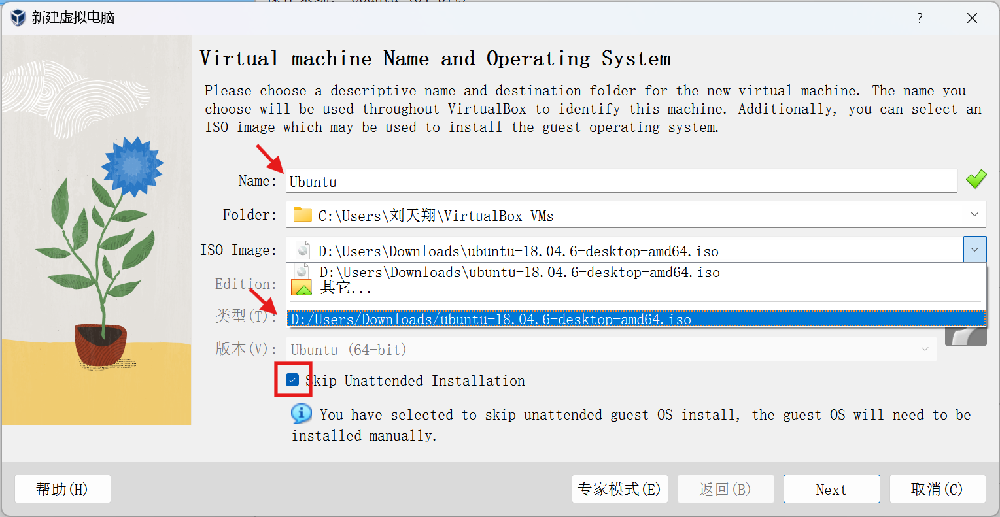 新建虚拟电脑
?
Virtual machine Name and Operating System
Please choose a descriptive name and destination folder for the new virtual machine. The name you
choose will be used throughout VirtualBox to identify this machine. Additionally, you can select an
ISO image which may be used to install the guest operating system.
Name: Ubuntu
Folder: C:\Users\刘天翔\VirtualBox VMs
ISO Image: D:\Users\Downloads\ubuntu-18.04.6-desktop-amd64.iso
D:\Users\Downloads\ubuntu-18.04.6-desktop-amd64.iso
Edition: 其它...
类型(T): D:/Users/Downloads/ubuntu-18.04.6-desktop-amd64.iso
版本(V): Ubuntu (64-bit)
Skip Unattended Installation
You have selected to skip unattended guest OS install, the guest OS will need to be
installed manually.
帮助(H) 专家模式(E) 返回(B) Next 取消(C)